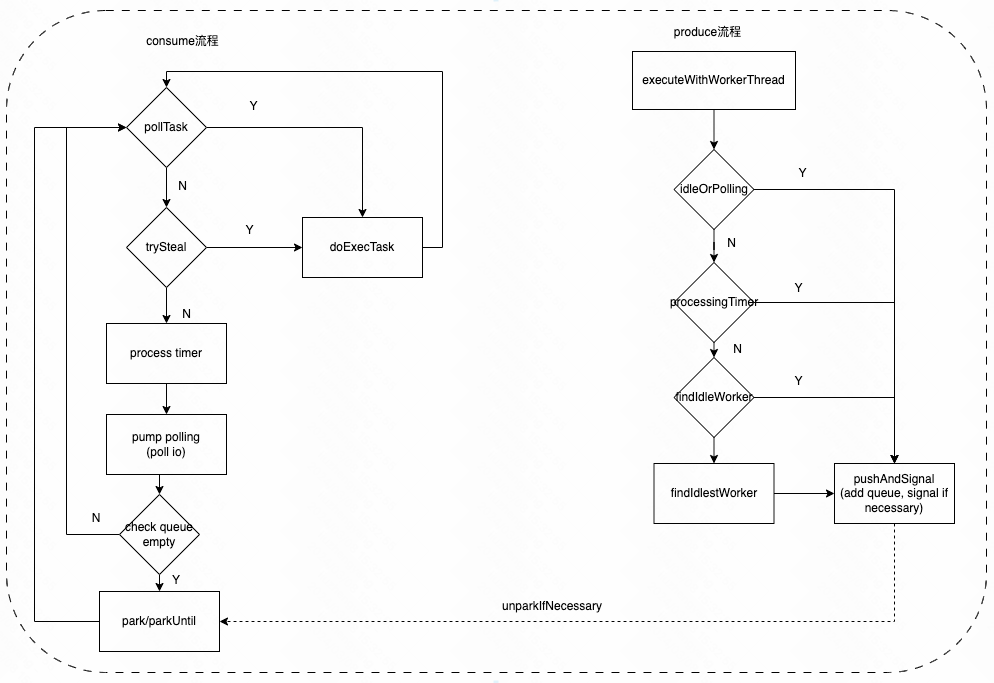 consume流程
pollTask
Y
N
trySteal
Y
doExecTask
N
process timer
pump polling
(poll io)
check queue
empty
N
Y
park/parkUntil
produce流程
executeWithWorkerThread
idleOrPolling
Y
N
processingTimer
Y
N
findIdleWorker
Y
findIdlestWorker
pushAndSignal
(add queue, signal if
necessary)
unparkIfNecessary